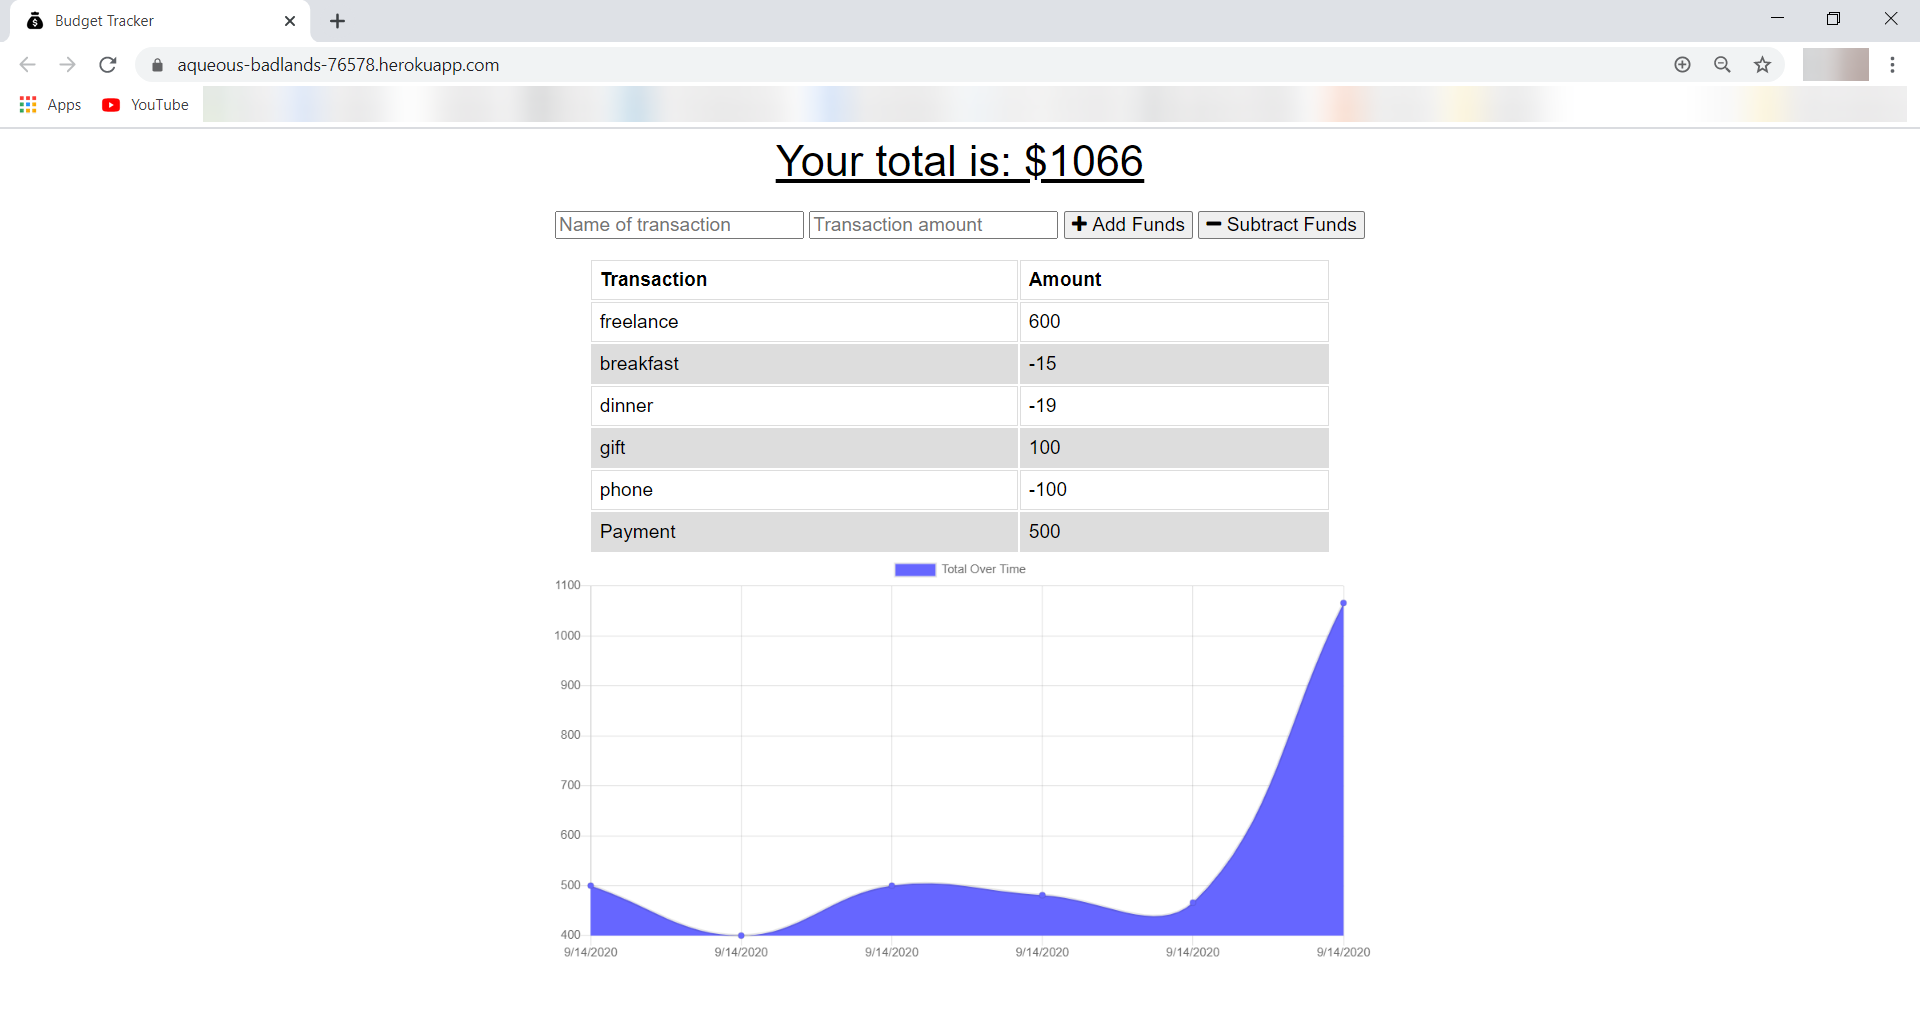 Budget Tracker
aqueous-badlands-76578.herokuapp.com
Apps YouTube
Your total is: $1066
Name of transaction Transaction amount Add Funds Subtract Funds
Transaction Amount
freelance 600
breakfast -15
dinner -19
gift 100
phone -100
Payment 500
Total Over Time
1100
1000
900
800
700
600
500
400
9/14/2020 9/14/2020 9/14/2020 9/14/2020 9/14/2020 9/14/2020